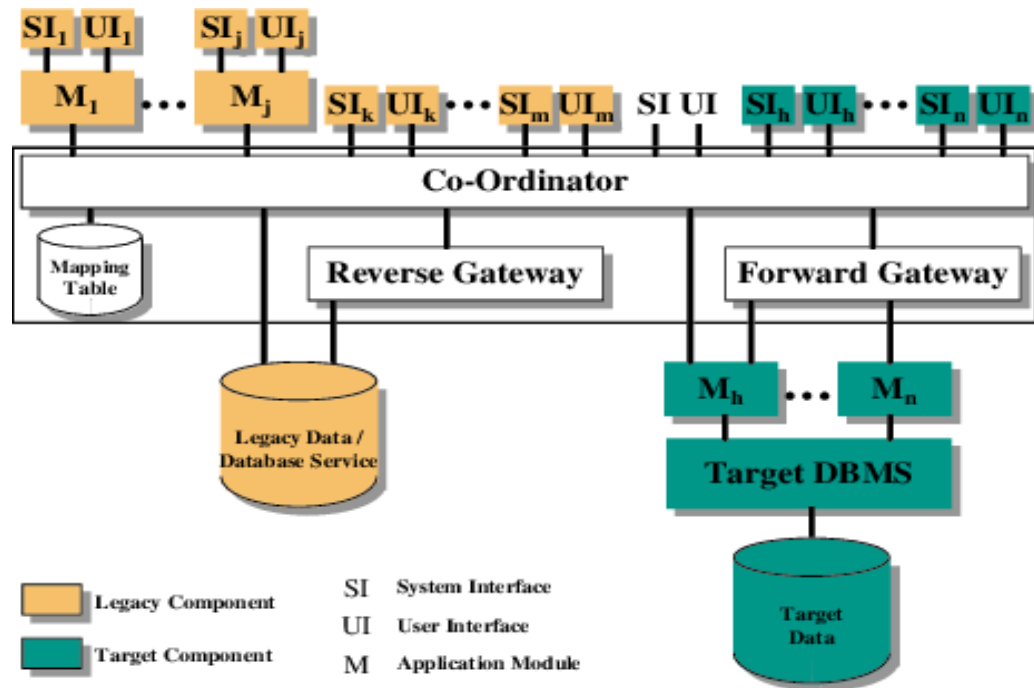 SI₁ UI₁ SIⱼ UIⱼ
M₁ ... Mⱼ
SIₖ UIₖ ... SIₘ UIₘ SI UI SIₕ UIₕ ... SIₙ UIₙ
Co-Ordinator
Mapping
Table
Reverse Gateway
Forward Gateway
Mₕ ... Mₙ
Legacy Data /
Database Service
Target DBMS
Target
Data
Legacy Component
Target Component
SI System Interface
UI User Interface
M Application Module